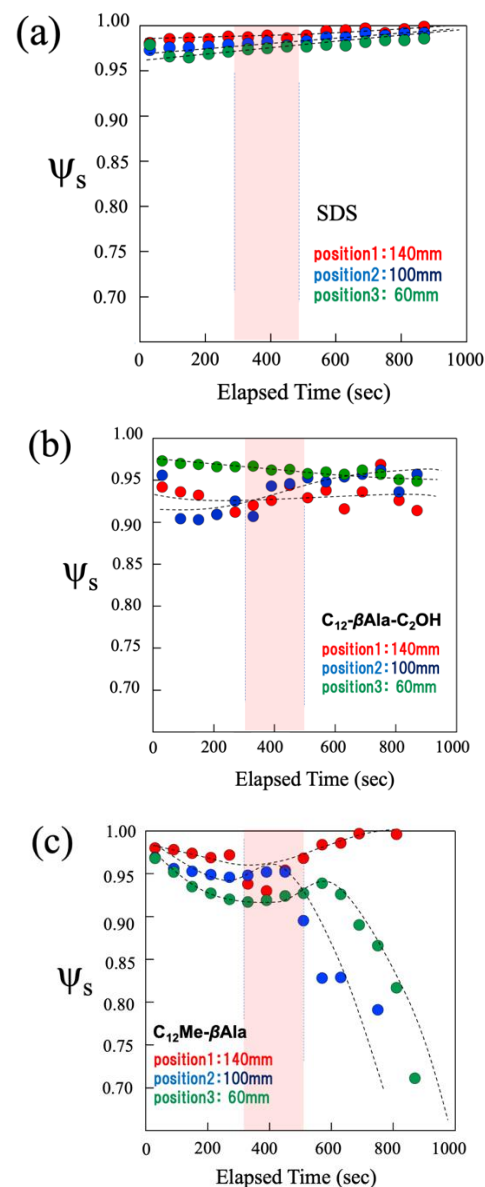 (a)
1.00
0.95
0.90
0.85
0.80
0.75
0.70
ψs
SDS
position1:140mm
position2:100mm
position3: 60mm
0 200 400 600 800 1000
Elapsed Time (sec)
(b)
1.00
0.95
0.90
0.85
0.80
0.75
0.70
ψs
C₁₂-βAla-C₂OH
position1:140mm
position2:100mm
position3: 60mm
0 200 400 600 800 1000
Elapsed Time (sec)
(c)
1.00
0.95
0.90
0.85
0.80
0.75
0.70
ψs
C₁₂Me-βAla
position1:140mm
position2:100mm
position3: 60mm
0 200 400 600 800 1000
Elapsed Time (sec)